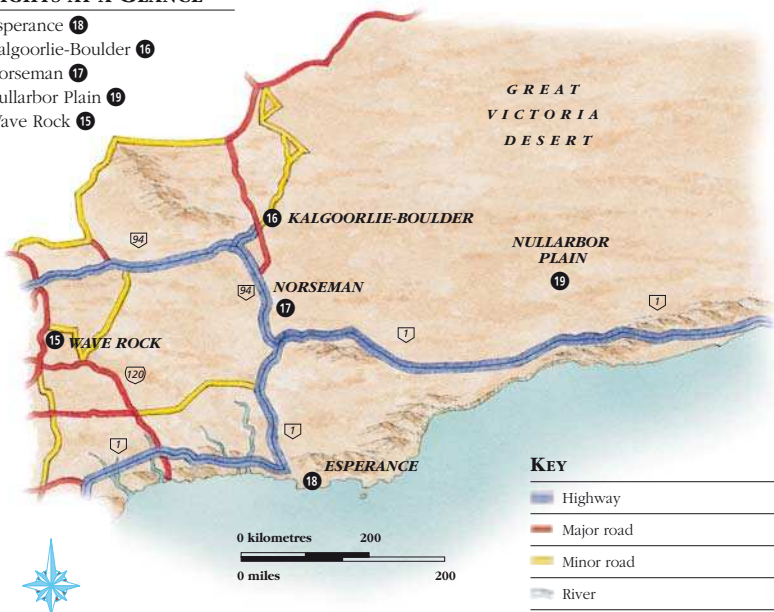 sperance 18
algoorlie-Boulder 16
orseman 17
ullarbor Plain 19
ave Rock 15
GREAT
VICTORIA
DESERT
16 KALGOORLIE-BOULDER
94
NULLARBOR
PLAIN
19
94
NORSEMAN
17
1
1
15 WAVE ROCK
120
1
1
ESPERANCE
18
0 kilometres 200
0 miles 200
KEY
Highway
Major road
Minor road
River